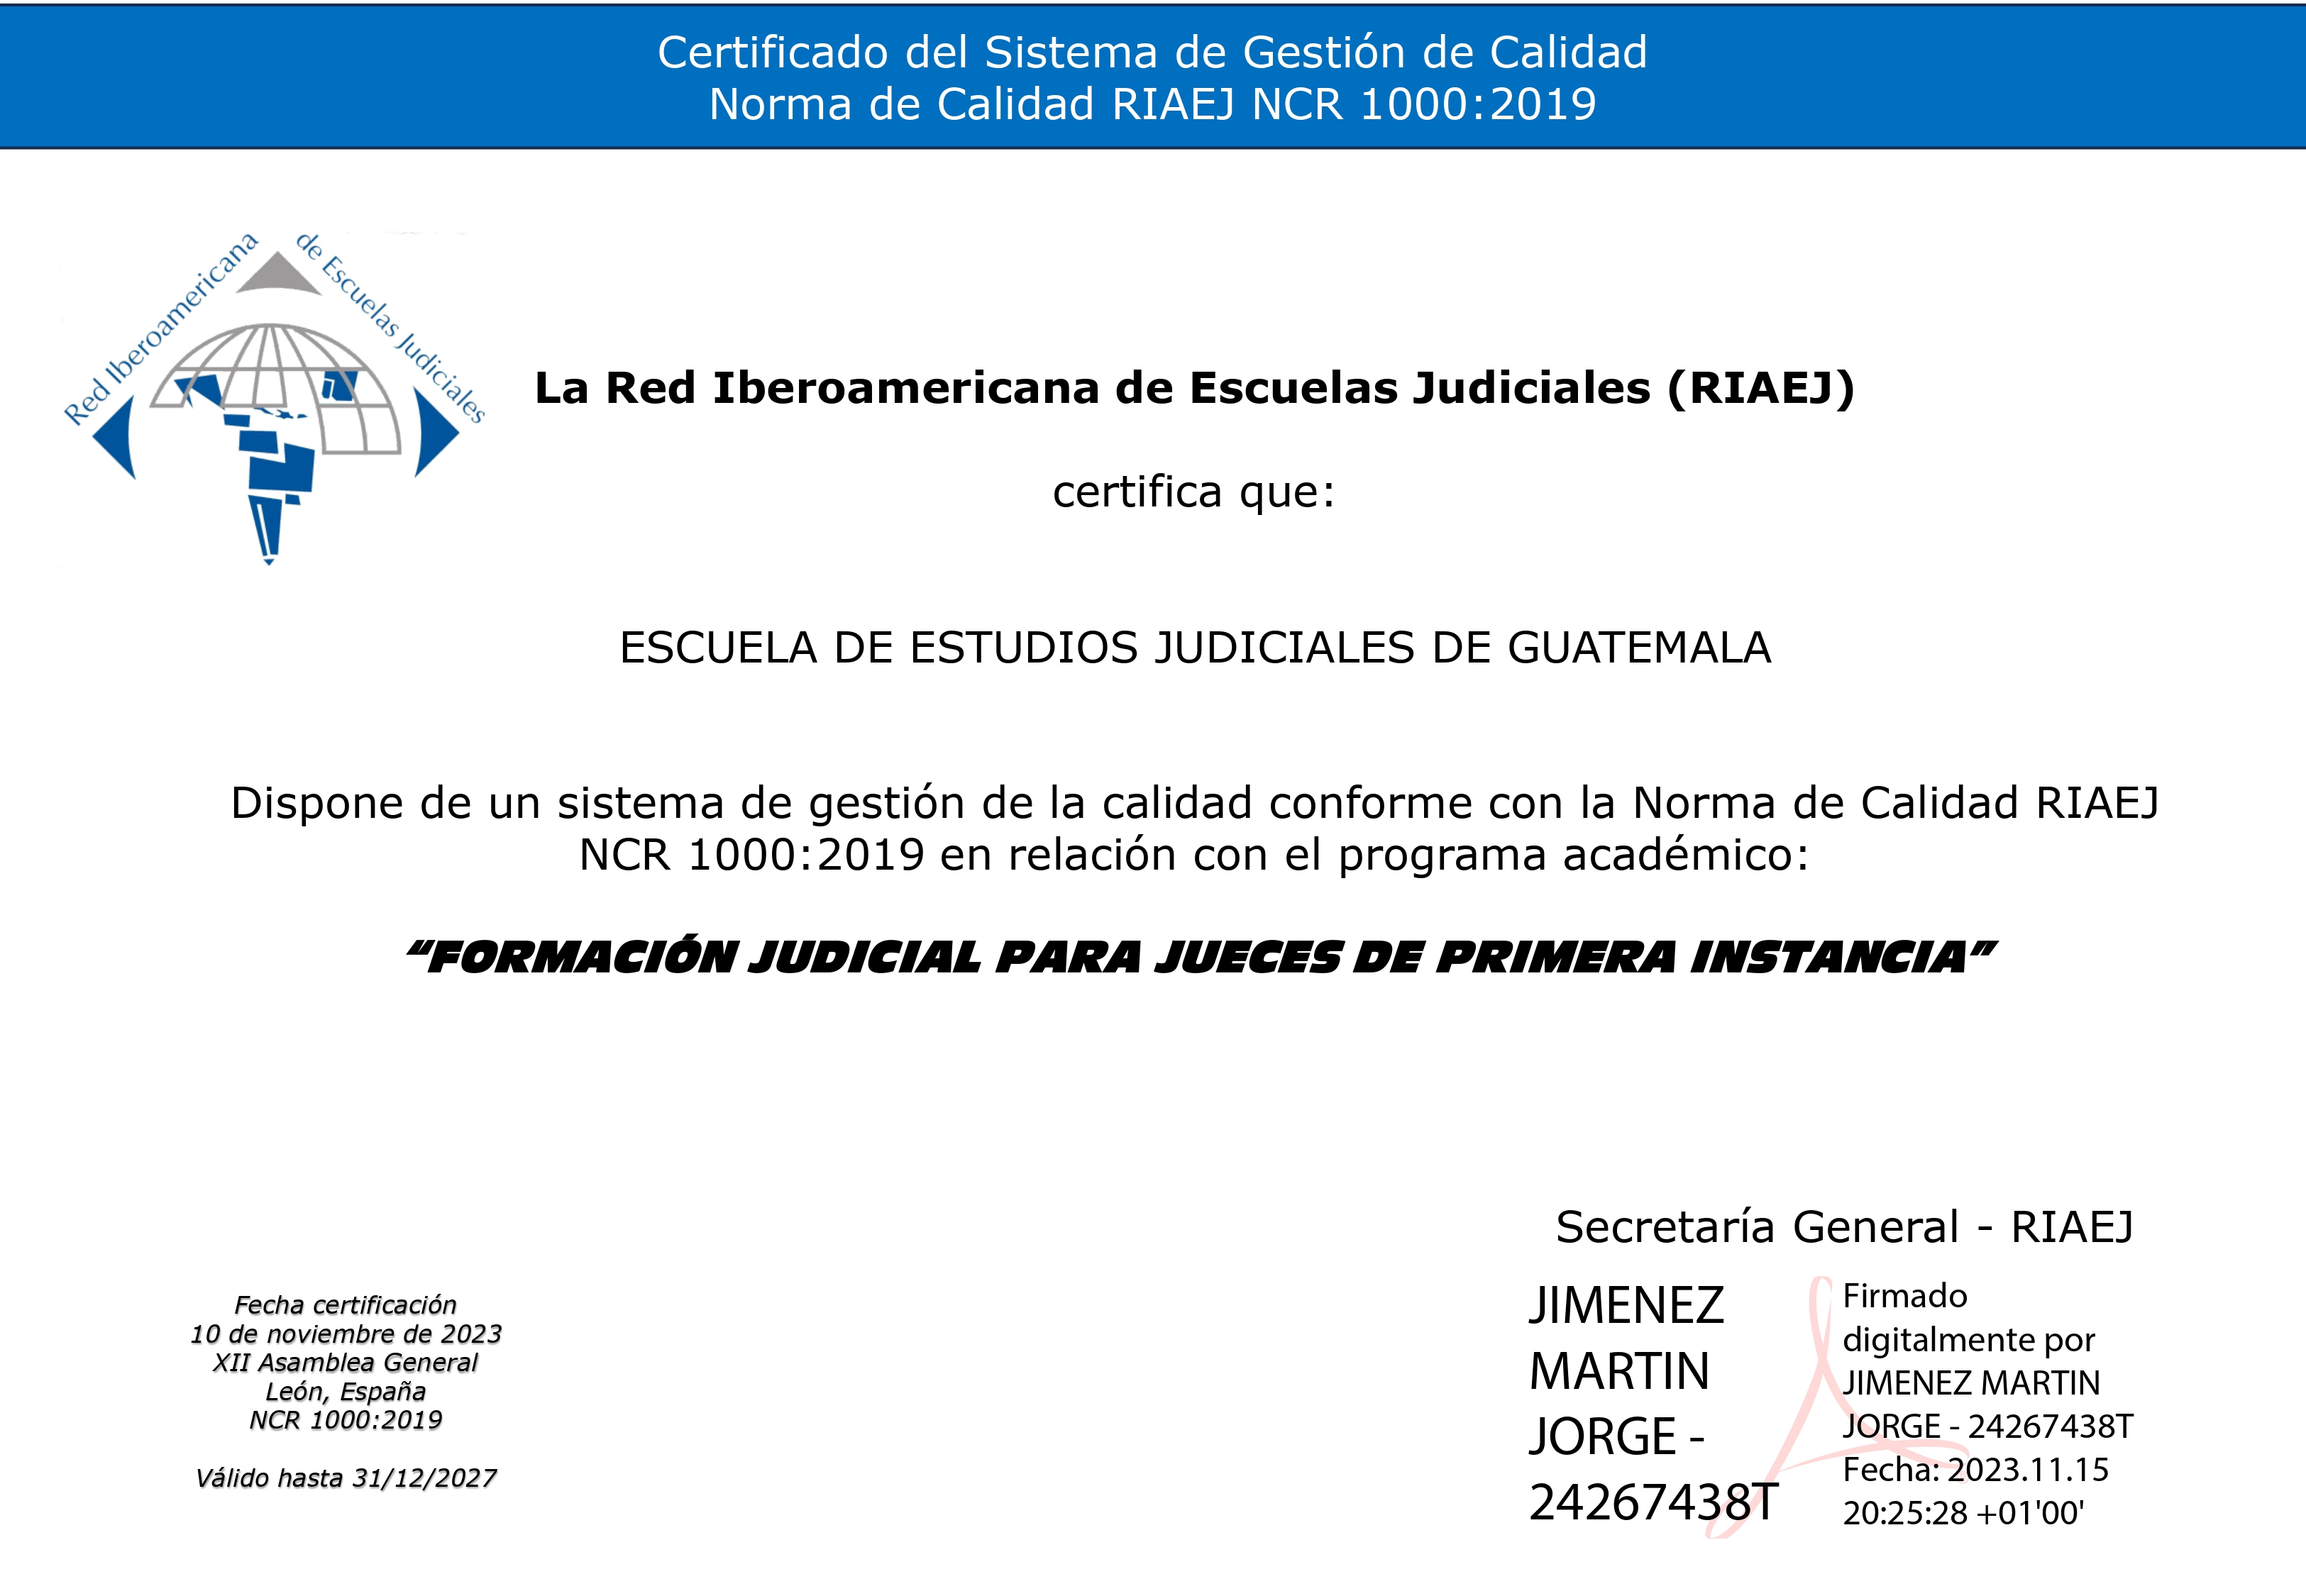 Certificado del Sistema de Gestión de Calidad
Norma de Calidad RIAEJ NCR 1000:2019
Red Iberoamericana de Escuelas Judiciales
La Red Iberoamericana de Escuelas Judiciales (RIAEJ)
certifica que:
ESCUELA DE ESTUDIOS JUDICIALES DE GUATEMALA
Dispone de un sistema de gestión de la calidad conforme con la Norma de Calidad RIAEJ
NCR 1000:2019 en relación con el programa académico:
“FORMACIÓN JUDICIAL PARA JUECES DE PRIMERA INSTANCIA”
Fecha certificación
10 de noviembre de 2023
XII Asamblea General
León, España
NCR 1000:2019
Válido hasta 31/12/2027
Secretaría General - RIAEJ
JIMENEZ
MARTIN
JORGE -
24267438T
Firmado
digitalmente por
JIMENEZ MARTIN
JORGE - 24267438T
Fecha: 2023.11.15
20:25:28 +01'00'